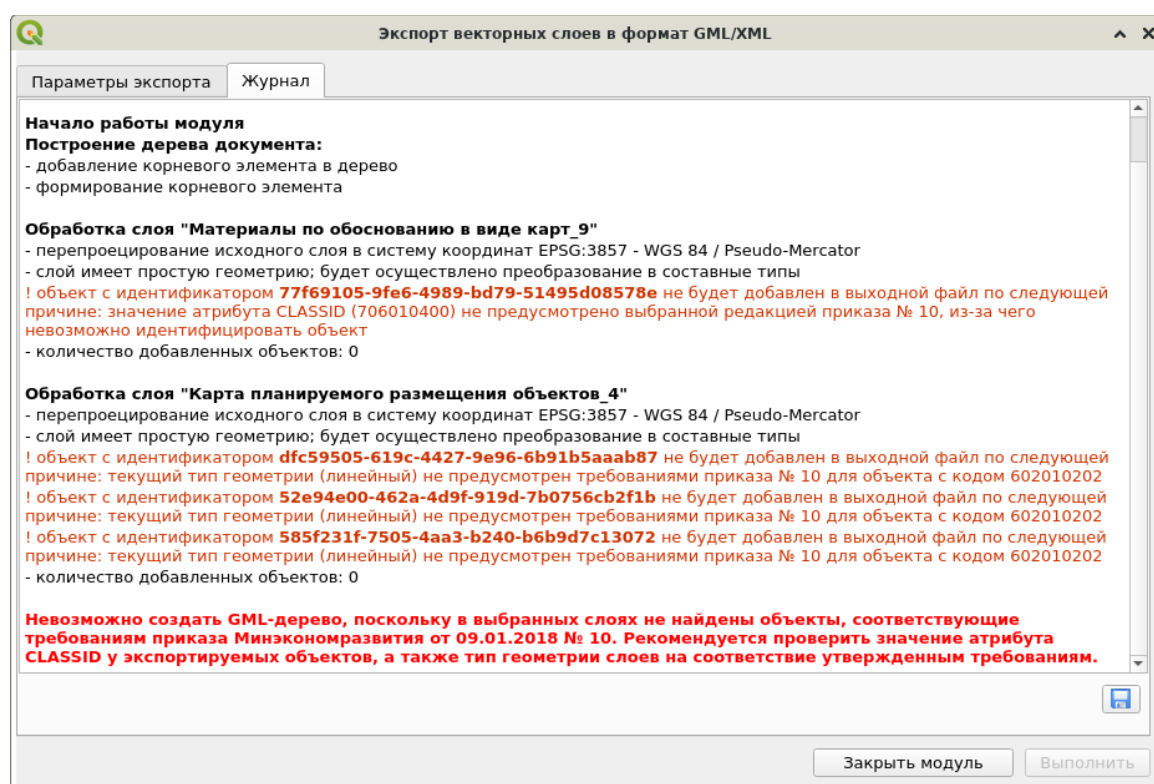 Экспорт векторных слоев в формат GML/XML
Параметры экспорта
Журнал
Начало работы модуля
Построение дерева документа:
- добавление корневого элемента в дерево
- формирование корневого элемента
Обработка слоя "Материалы по обоснованию в виде карт_9"
- перепроецирование исходного слоя в систему координат EPSG:3857 - WGS 84 / Pseudo-Mercator
- слой имеет простую геометрию; будет осуществлено преобразование в составные типы
! объект с идентификатором 77f69105-9fe6-4989-bd79-51495d08578e не будет добавлен в выходной файл по следующей
причине: значение атрибута CLASSID (706010400) не предусмотрено выбранной редакцией приказа № 10, из-за чего
невозможно идентифицировать объект
- количество добавленных объектов: 0
Обработка слоя "Карта планируемого размещения объектов_4"
- перепроецирование исходного слоя в систему координат EPSG:3857 - WGS 84 / Pseudo-Mercator
- слой имеет простую геометрию; будет осуществлено преобразование в составные типы
! объект с идентификатором dfc59505-619c-4427-9e96-6b91b5aaab87 не будет добавлен в выходной файл по следующей
причине: текущий тип геометрии (линейный) не предусмотрен требованиями приказа № 10 для объекта с кодом 602010202
! объект с идентификатором 52e94e00-462a-4d9f-919d-7b0756cb2f1b не будет добавлен в выходной файл по следующей
причине: текущий тип геометрии (линейный) не предусмотрен требованиями приказа № 10 для объекта с кодом 602010202
! объект с идентификатором 585f231f-7505-4aa3-b240-b6b9d7c13072 не будет добавлен в выходной файл по следующей
причине: текущий тип геометрии (линейный) не предусмотрен требованиями приказа № 10 для объекта с кодом 602010202
- количество добавленных объектов: 0
Невозможно создать GML-дерево, поскольку в выбранных слоях не найдены объекты, соответствующие
требованиям приказа Минэкономразвития от 09.01.2018 № 10. Рекомендуется проверить значение атрибута
CLASSID у экспортируемых объектов, а также тип геометрии слоев на соответствие утвержденным требованиям.
Закрыть модуль
Выполнить